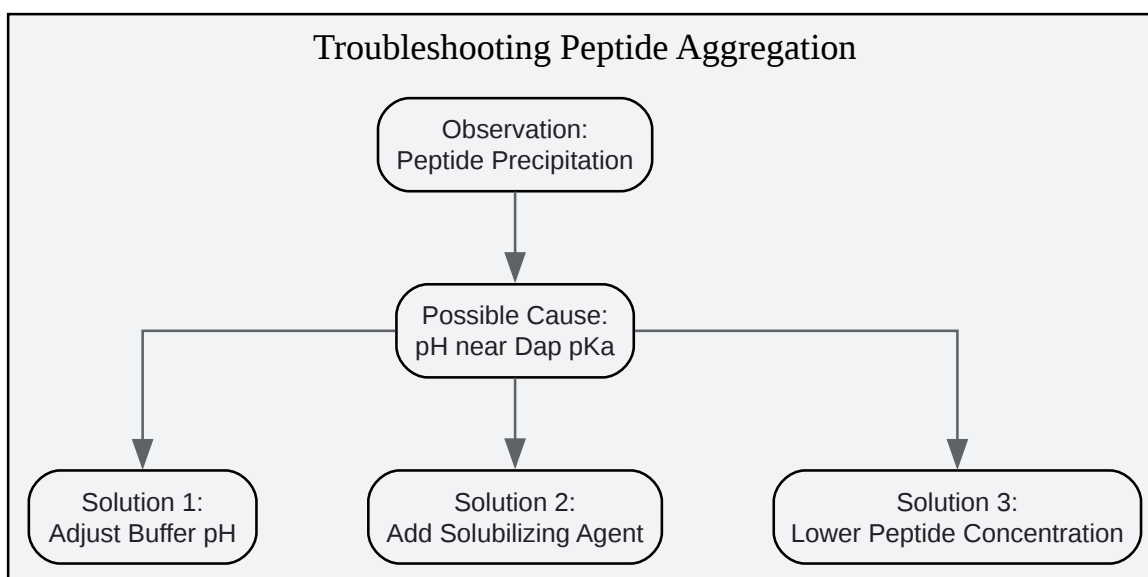 Troubleshooting Peptide Aggregation
Observation:
Peptide Precipitation
Possible Cause:
pH near Dap pKa
Solution 1:
Adjust Buffer pH
Solution 2:
Add Solubilizing Agent
Solution 3:
Lower Peptide Concentration